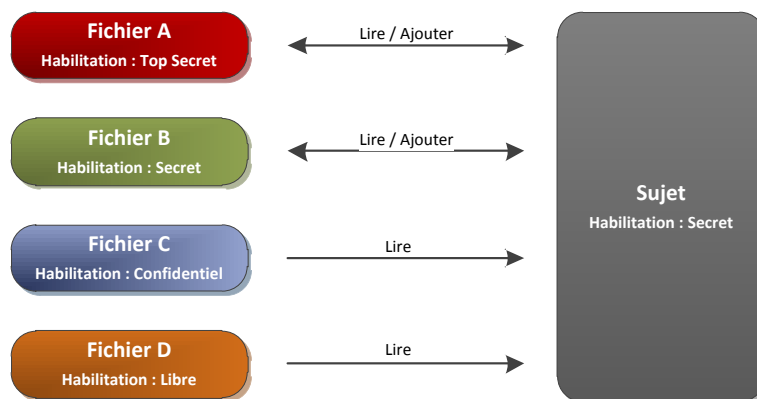 Fichier A
Habilitation : Top Secret
Lire / Ajouter
Fichier B
Habilitation : Secret
Lire / Ajouter
Sujet
Habilitation : Secret
Fichier C
Habilitation : Confidentiel
Lire
Fichier D
Habilitation : Libre
Lire